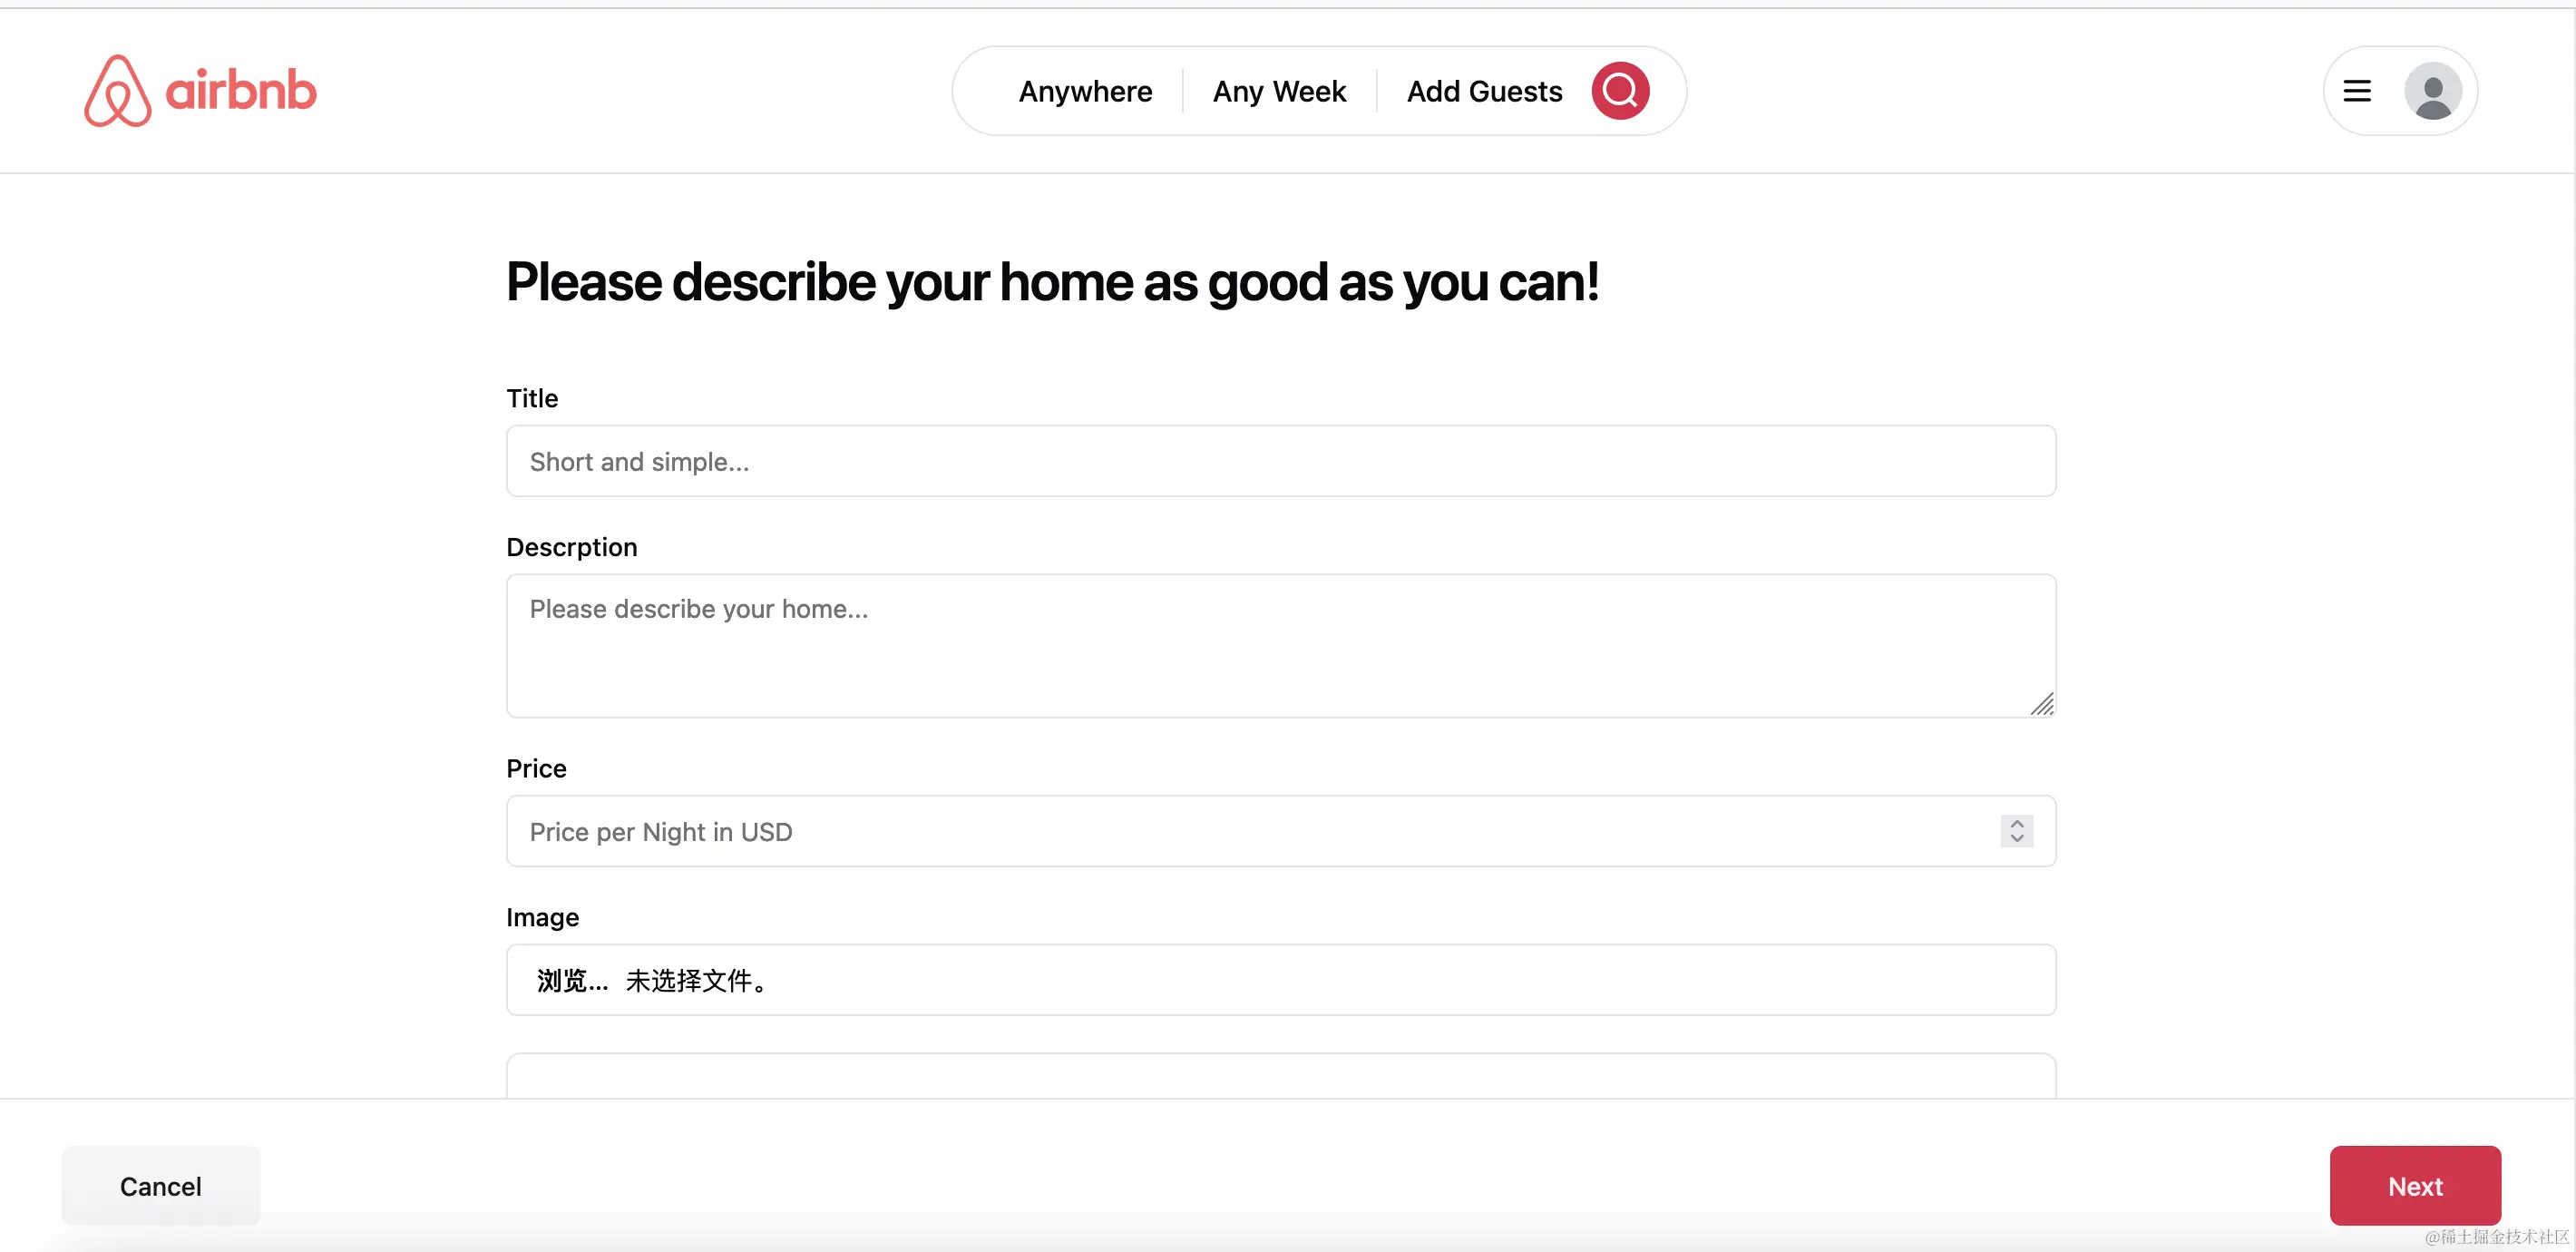 airbnb
Anywhere
Any Week
Add Guests
Please describe your home as good as you can!
Title
Short and simple...
Descrption
Please describe your home...
Price
Price per Night in USD
Image
浏览... 未选择文件。
Cancel
Next
@稀土掘金技术社区